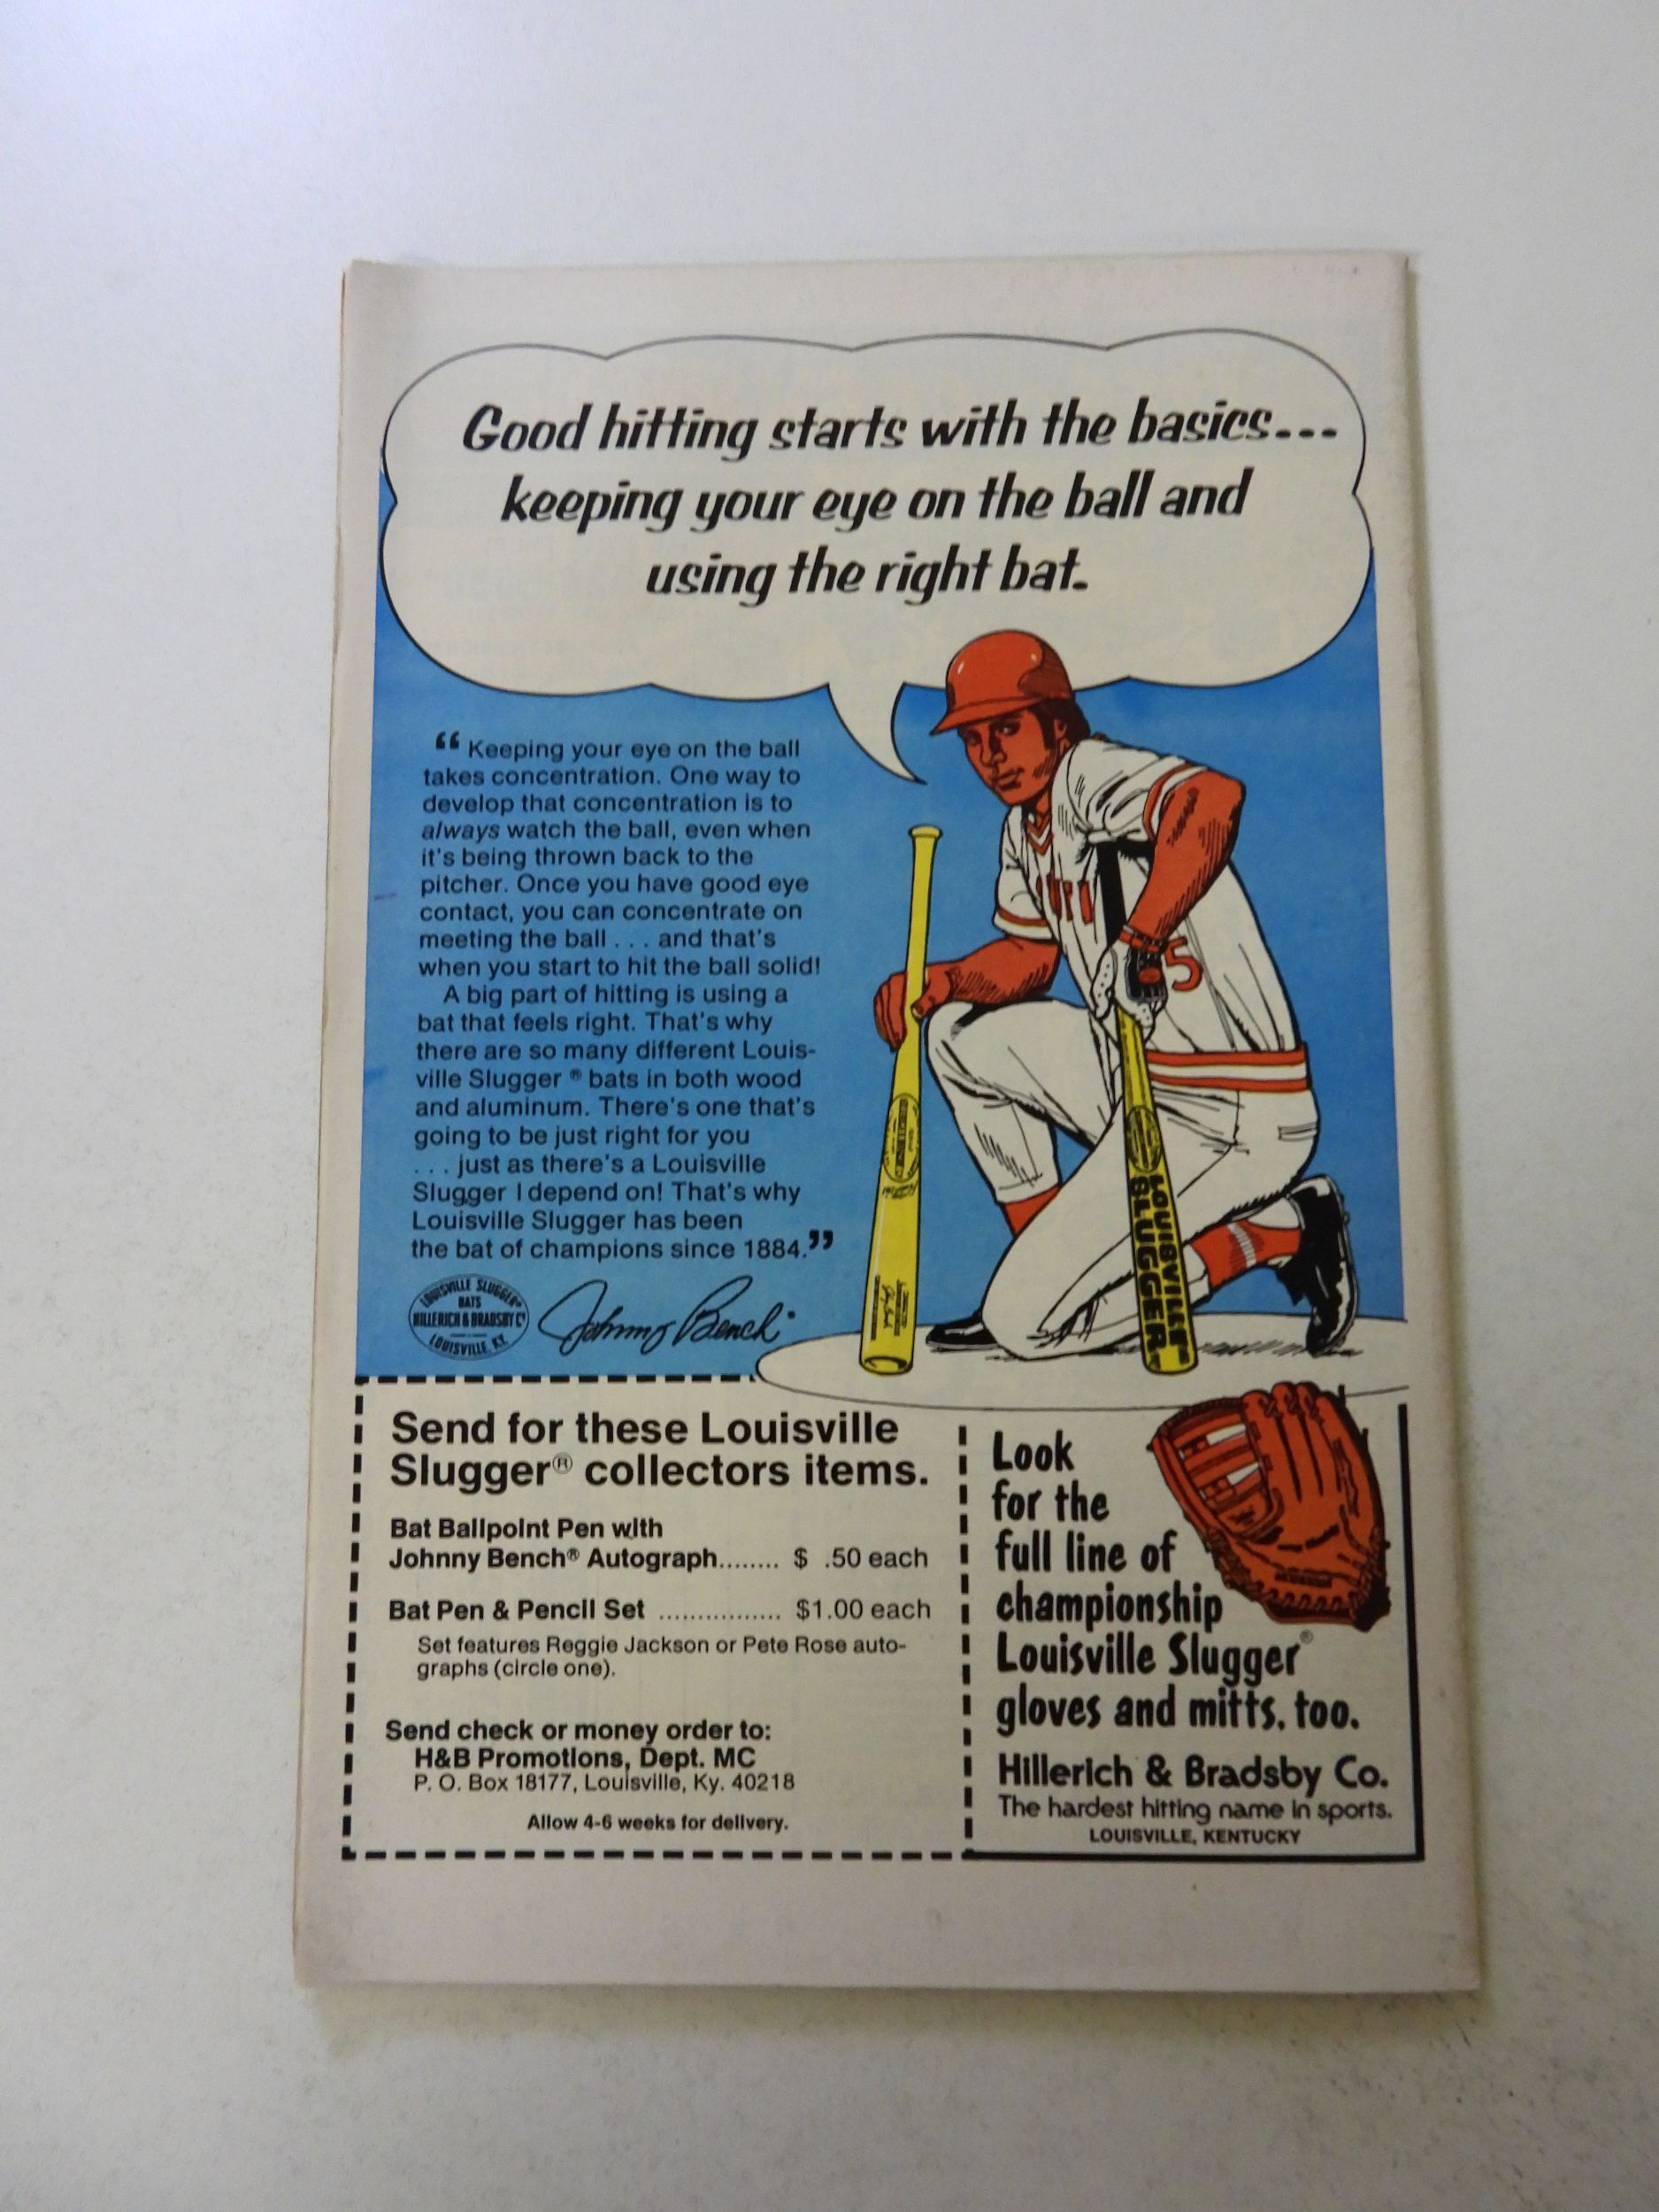 Good hitting starts with the basics...
keeping your eye on the ball and
using the right bat.
“Keeping your eye on the ball
takes concentration. One way to
develop that concentration is to
always watch the ball, even when
it's being thrown back to the
pitcher. Once you have good eye
contact, you can concentrate on
meeting the ball . . . and that's
when you start to hit the ball solid!
A big part of hitting is using a
bat that feels right. That's why
there are so many different Louis-
ville Slugger® bats in both wood
and aluminum. There's one that's
going to be just right for you
. . . just as there's a Louisville
Slugger I depend on! That's why
Louisville Slugger has been
the bat of champions since 1884.”
LOUISVILLE SLUGGER®
BATS
HILLERICH & BRADSBY Cº
LOUISVILLE, KY.
Johnny Bench
5
LOUISVILLE
SLUGGER
Send for these Louisville
Slugger® collectors items.
Bat Ballpoint Pen with
Johnny Bench® Autograph........ $ .50 each
Bat Pen & Pencil Set ................ $1.00 each
Set features Reggie Jackson or Pete Rose auto-
graphs (circle one).
Send check or money order to:
H&B Promotions, Dept. MC
P. O. Box 18177, Louisville, Ky. 40218
Allow 4-6 weeks for delivery.
Look
for the
full line of
championship
Louisville Slugger®
gloves and mitts, too.
Hillerich & Bradsby Co.
The hardest hitting name in sports.
LOUISVILLE, KENTUCKY